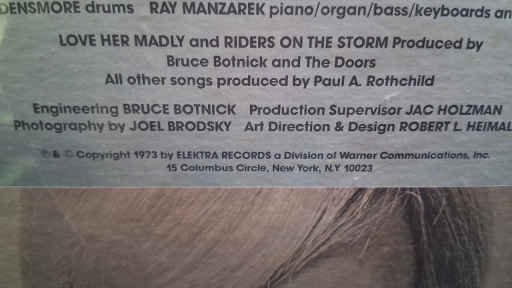 DENSMORE drums RAY MANZAREK piano/organ/bass/keyboards an
LOVE HER MADLY and RIDERS ON THE STORM Produced by
Bruce Botnick and The Doors
All other songs produced by Paul A. Rothchild
Engineering BRUCE BOTNICK Production Supervisor JAC HOLZMAN
Photography by JOEL BRODSKY Art Direction & Design ROBERT L. HEIMAL
℗ & © Copyright 1973 by ELEKTRA RECORDS a Division of Warner Communications, Inc.
15 Columbus Circle, New York, N.Y 10023